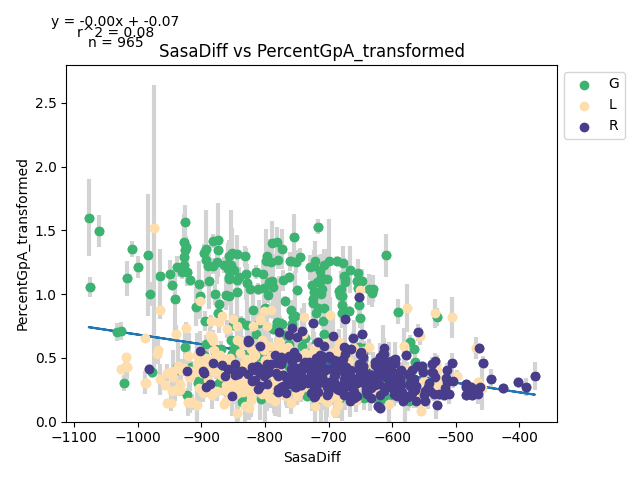 y = -0.00x + -0.07
r^2 = 0.08
n = 965
SasaDiff vs PercentGpA_transformed
G
L
R
PercentGpA_transformed
2.5
2.0
1.5
1.0
0.5
0.0
−1100 −1000 −900 −800 −700 −600 −500 −400
SasaDiff